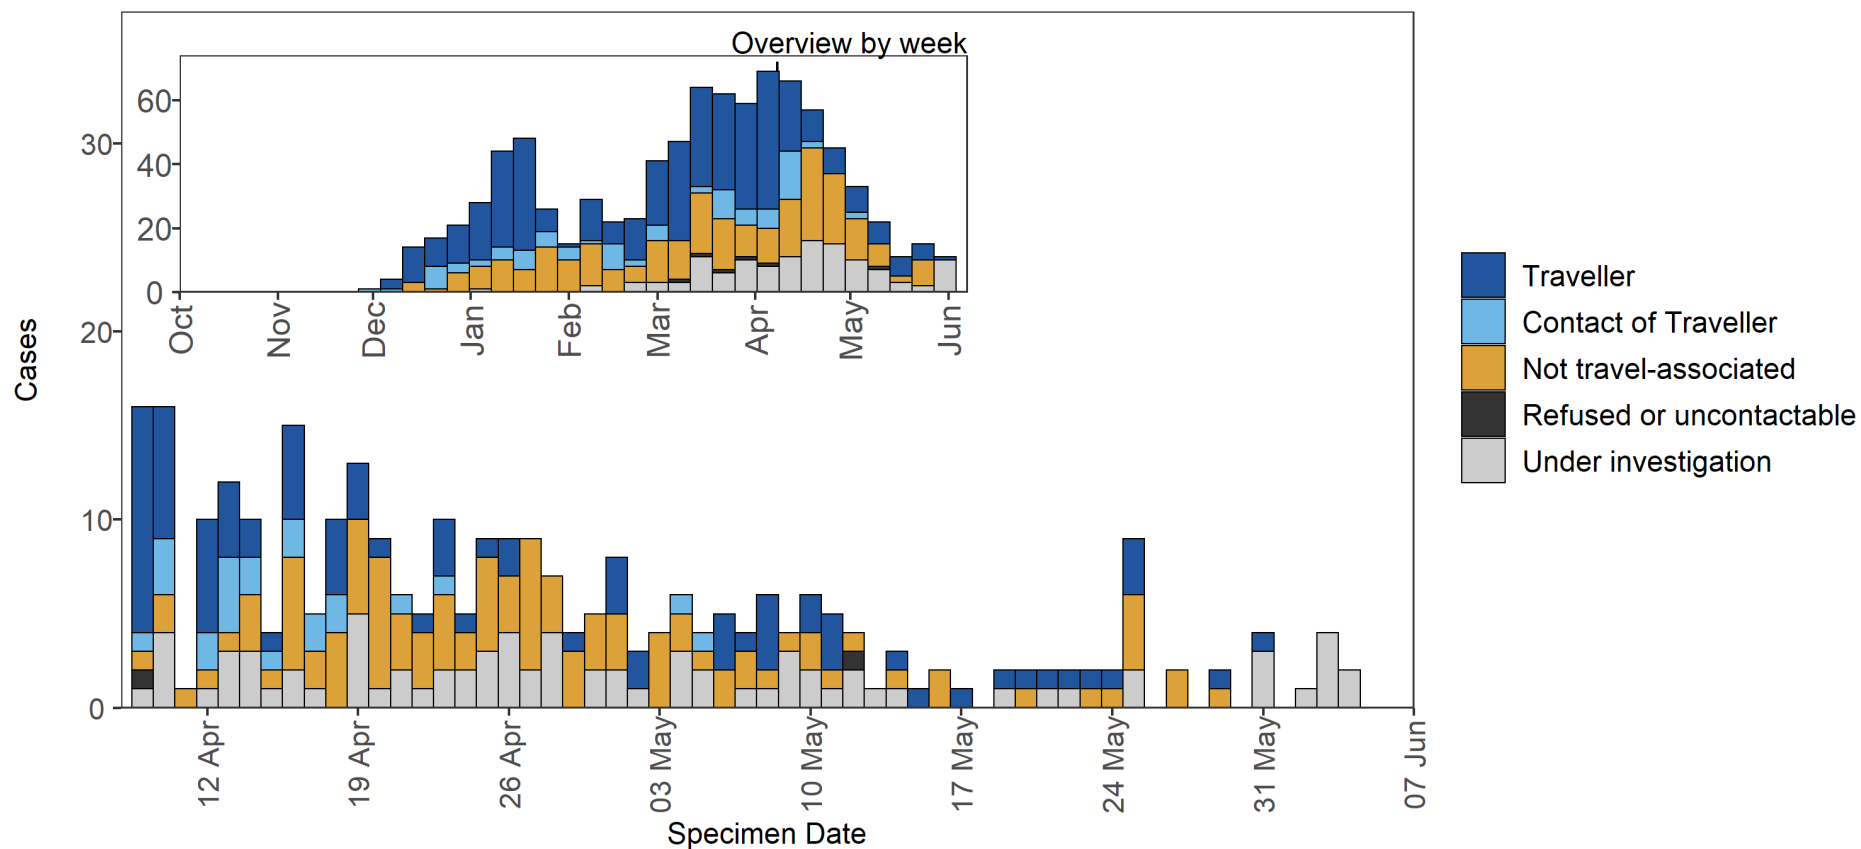 Overview by week
60
40
20
0
Oct
Nov
Dec
Jan
Feb
Mar
Apr
May
Jun
Cases
30
20
10
0
12 Apr
19 Apr
26 Apr
03 May
10 May
17 May
24 May
31 May
07 Jun
Specimen Date
Traveller
Contact of Traveller
Not travel-associated
Refused or uncontactable
Under investigation